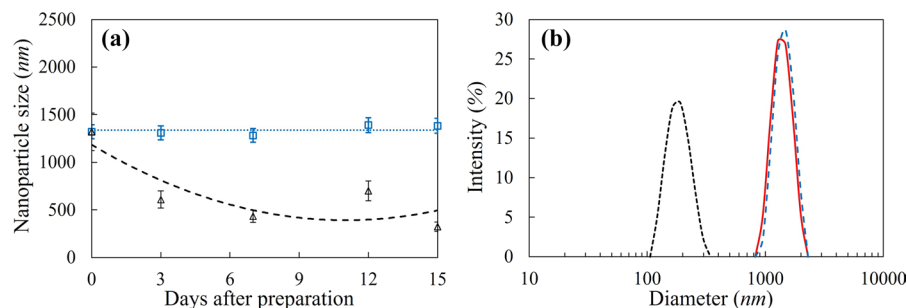 (a)
Nanoparticle size (nm)
2500
2000
1500
1000
500
0
0 3 6 9 12 15
Days after preparation
(b)
Intensity (%)
30
25
20
15
10
5
0
10 100 1000 10000
Diameter (nm)